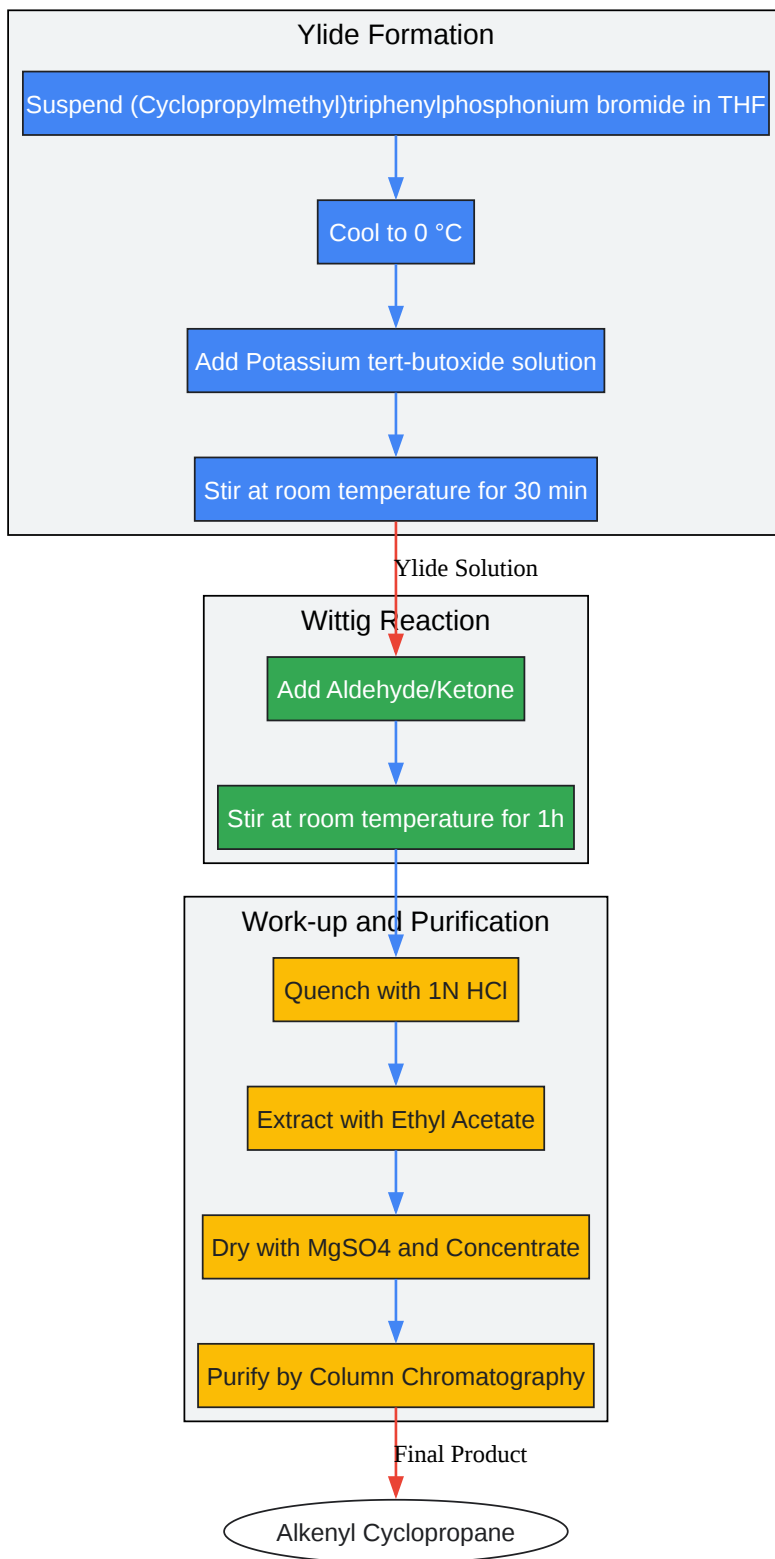 Ylide Formation
Suspend (Cyclopropylmethyl)triphenylphosphonium bromide in THF
Cool to 0 °C
Add Potassium tert-butoxide solution
Stir at room temperature for 30 min
Ylide Solution
Wittig Reaction
Add Aldehyde/Ketone
Stir at room temperature for 1h
Work-up and Purification
Quench with 1N HCl
Extract with Ethyl Acetate
Dry with MgSO4 and Concentrate
Purify by Column Chromatography
Final Product
Alkenyl Cyclopropane